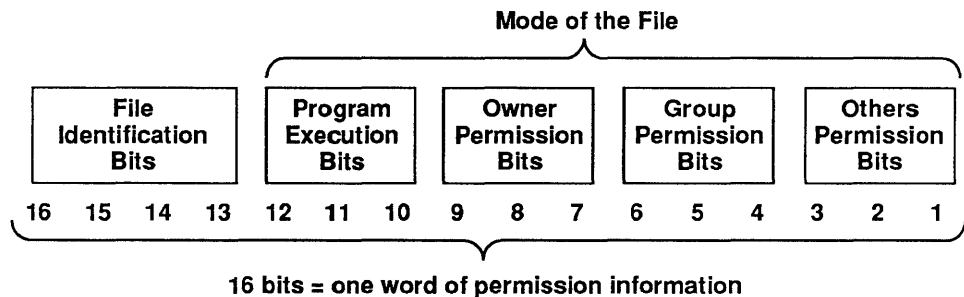 Mode of the File
File Identification Bits
Program Execution Bits
Owner Permission Bits
Group Permission Bits
Others Permission Bits
16 15 14 13 12 11 10 9 8 7 6 5 4 3 2 1
16 bits = one word of permission information